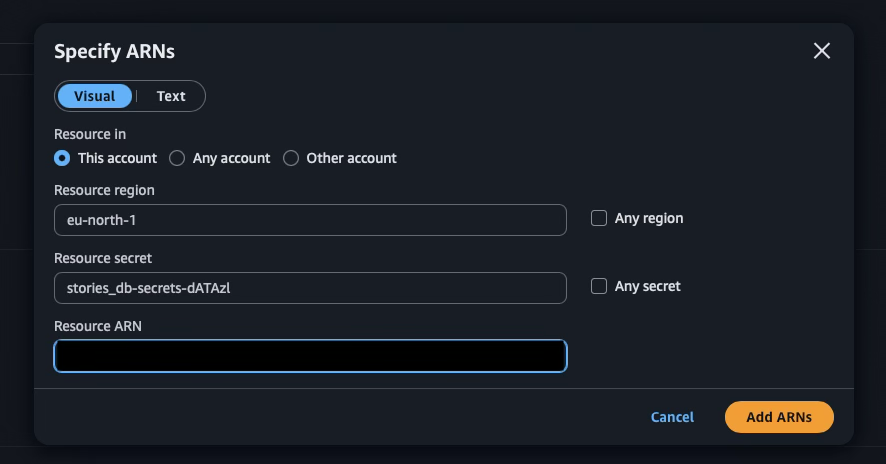 Specify ARNs
Visual | Text
Resource in
This account Any account Other account
Resource region
eu-north-1 Any region
Resource secret
stories_db-secrets-dATAzl Any secret
Resource ARN
Cancel Add ARNs